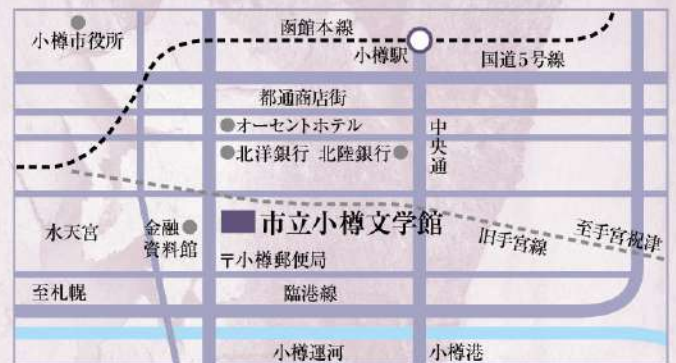 函館本線
小樽市役所
小樽駅
国道5号線
都通商店街
オーセントホテル
中央通
北洋銀行 北陸銀行
水天宮
金融
資料館
市立小樽文学館
旧手宮線
至手宮祝津
〒小樽郵便局
至札幌
臨港線
小樽運河
小樽港